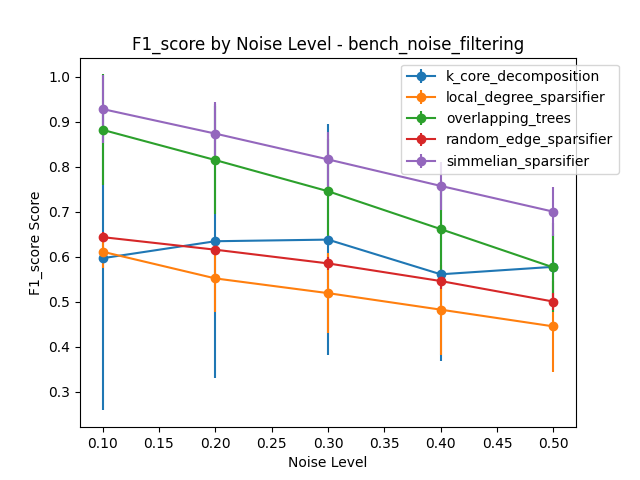 F1_score by Noise Level - bench_noise_filtering
k_core_decomposition
local_degree_sparsifier
overlapping_trees
random_edge_sparsifier
simmelian_sparsifier
F1_score Score
1.0
0.9
0.8
0.7
0.6
0.5
0.4
0.3
0.10
0.15
0.20
0.25
0.30
0.35
0.40
0.45
0.50
Noise Level